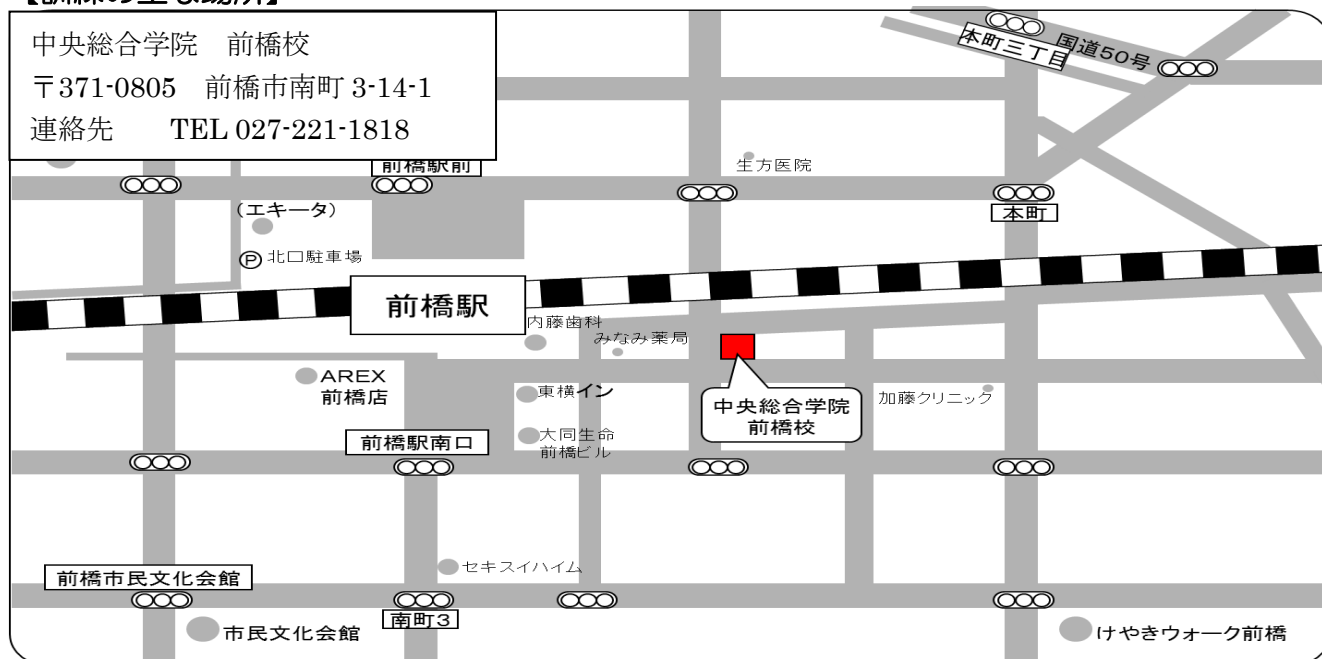 【訓練の主な場所】
中央総合学院　前橋校
〒371-0805　前橋市南町 3-14-1
連絡先　　TEL 027-221-1818
本町三丁目
国道50号
前橋駅前
生方医院
本町
(エキータ)
Ⓟ 北口駐車場
前橋駅
内藤歯科
みなみ薬局
AREX
前橋店
東横イン
中央総合学院
前橋校
加藤クリニック
大同生命
前橋ビル
前橋駅南口
セキスイハイム
前橋市民文化会館
南町3
市民文化会館
けやきウォーク前橋